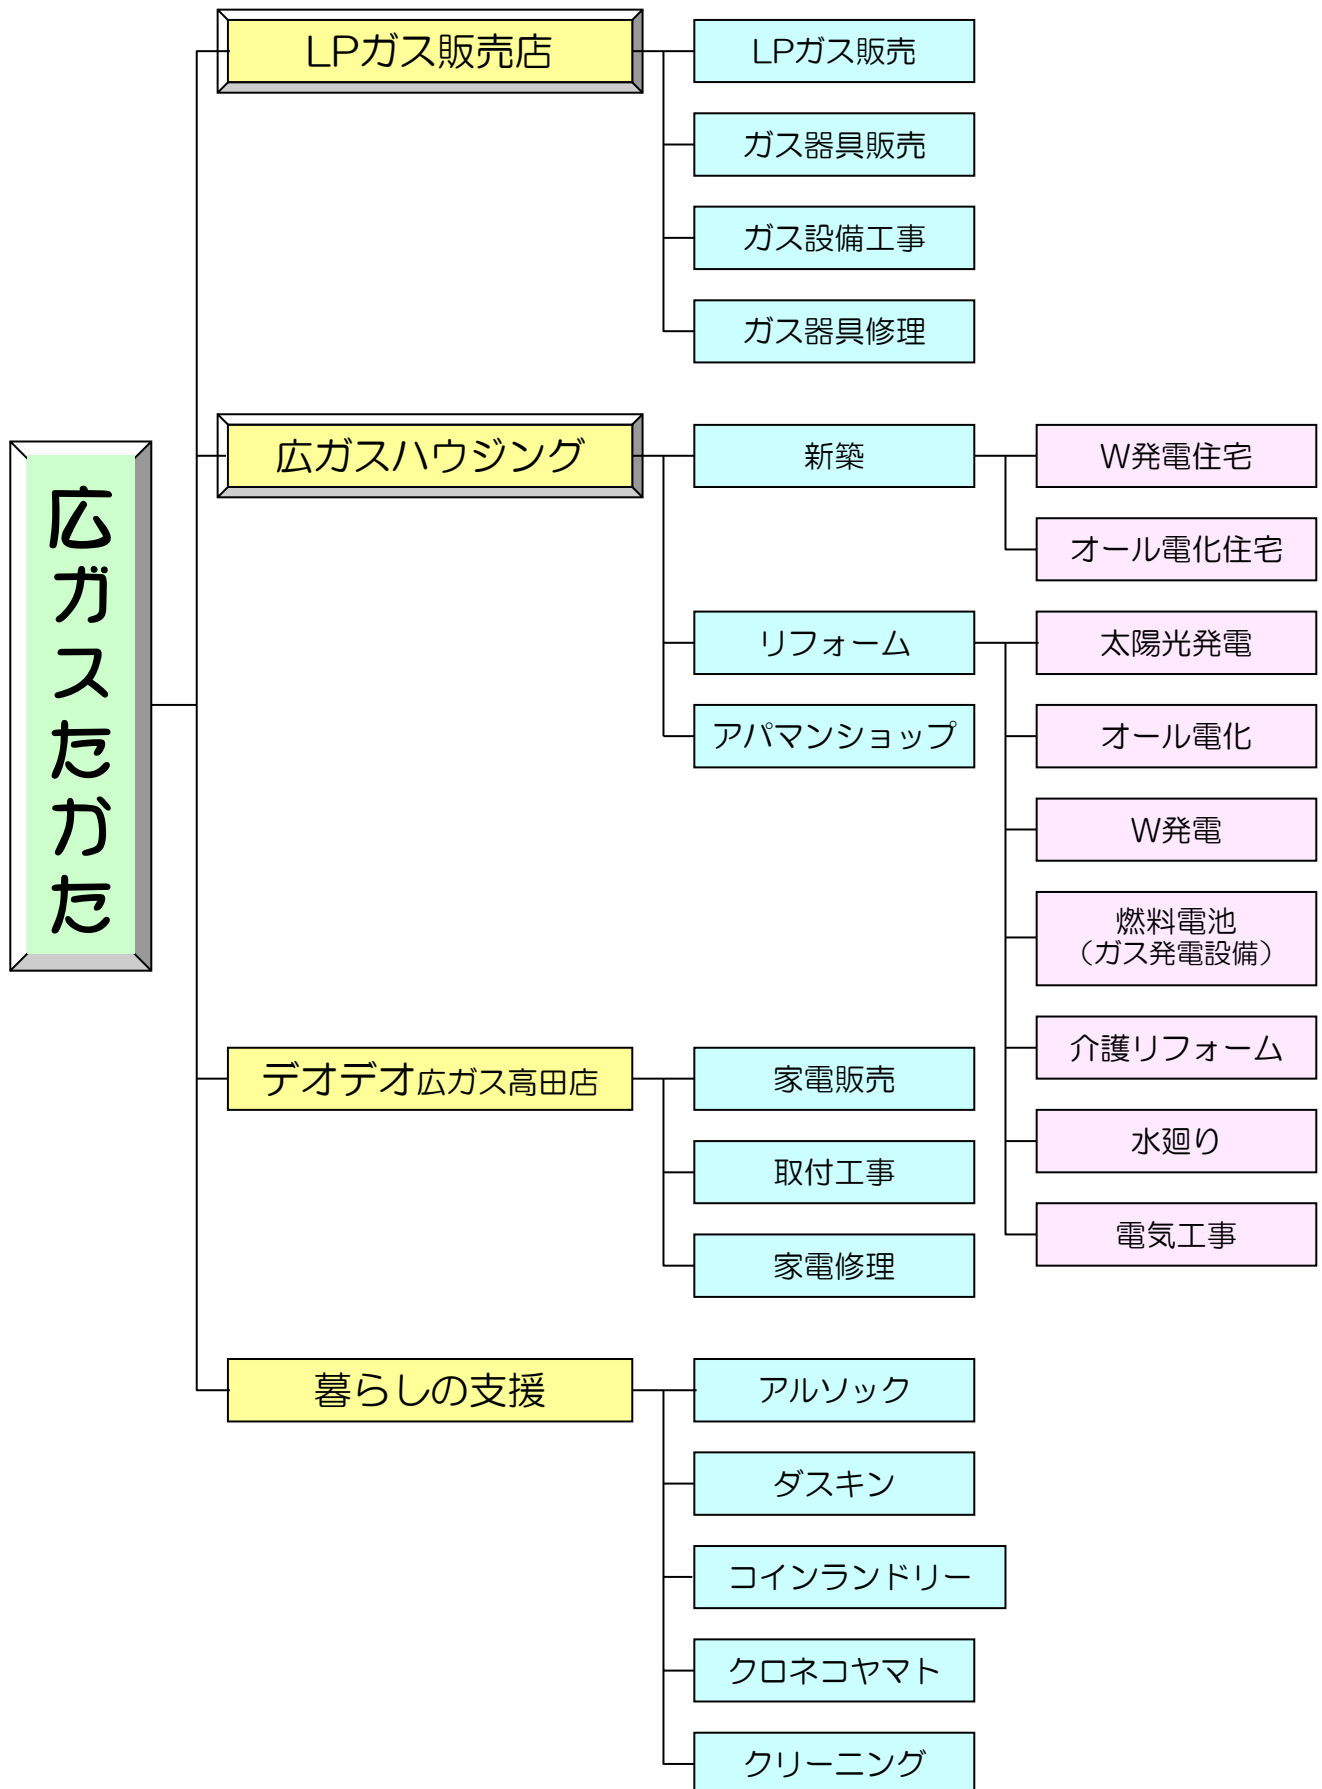 広ガスたかた
LPガス販売店
LPガス販売
ガス器具販売
ガス設備工事
ガス器具修理
広ガスハウジング
新築
W発電住宅
オール電化住宅
リフォーム
太陽光発電
オール電化
W発電
燃料電池
（ガス発電設備）
介護リフォーム
水廻り
電気工事
アパマンショップ
デオデオ広ガス高田店
家電販売
取付工事
家電修理
暮らしの支援
アルソック
ダスキン
コインランドリー
クロネコヤマト
クリーニング